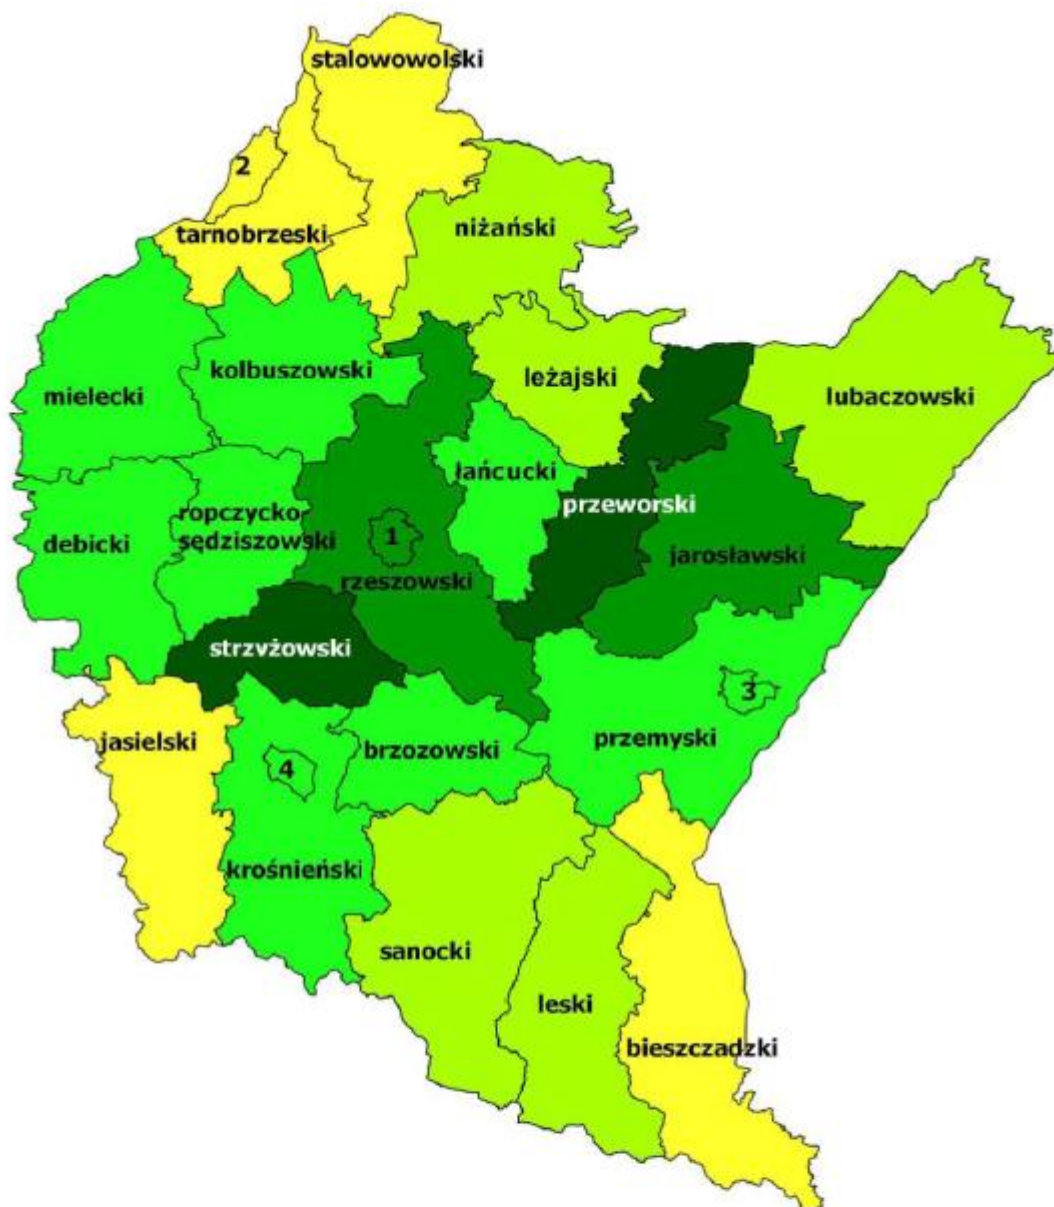 stalowowolski
2
tarnobrzeski
niżański
mielecki
kolbuszowski
leżajski
lubaczowski
łańcucki
przeworski
ropczycko-
sędziszowski
debicki
1
rzeszowski
jarosławski
strzyżowski
3
jasielski
brzozowski
przemyski
4
krośnieński
sanocki
leski
bieszczadzki